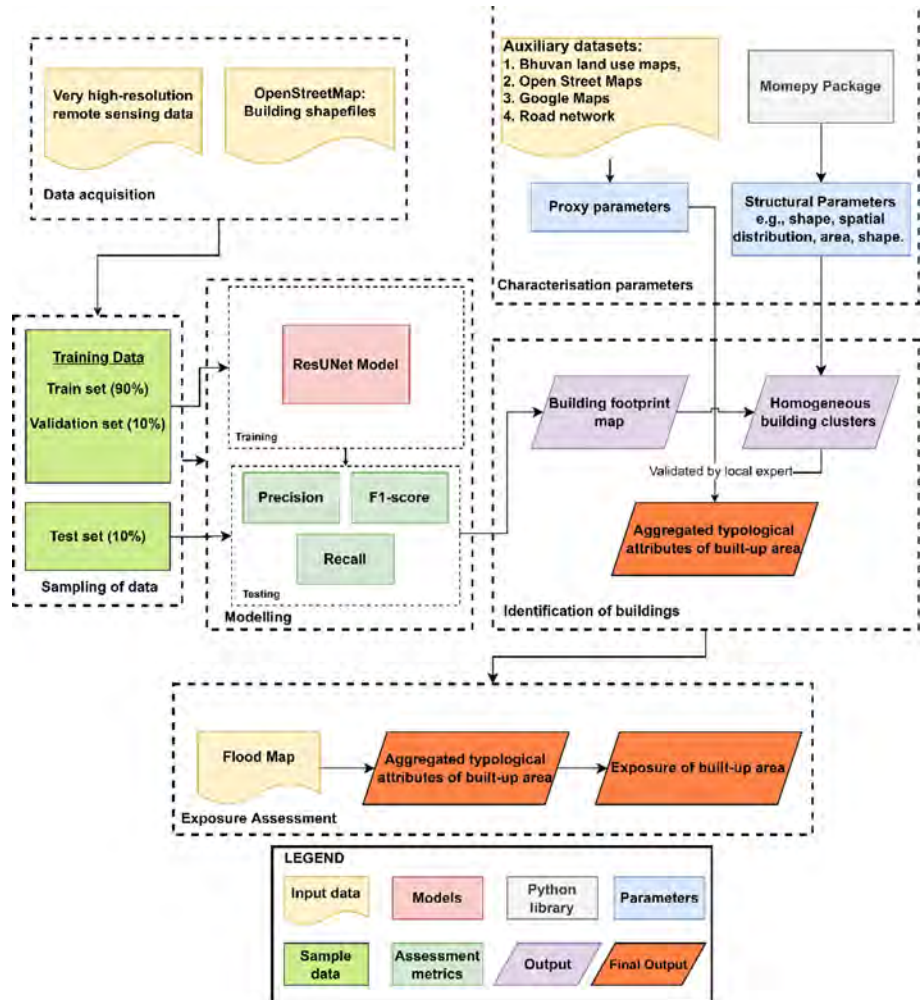 Very high-resolution
remote sensing data
OpenStreetMap:
Building shapefiles
Data acquisition
Auxiliary datasets:
1. Bhuvan land use maps,
2. Open Street Maps
3. Google Maps
4. Road network
Momepy Package
Proxy parameters
Structural Parameters
e.g., shape, spatial
distribution, area, shape.
Characterisation parameters
Training Data
Train set (90%)
Validation set (10%)
Test set (10%)
Sampling of data
ResUNet Model
Training
Precision
F1-score
Recall
Testing
Modelling
Building footprint
map
Homogeneous
building clusters
Validated by local expert
Aggregated typological
attributes of built-up area
Identification of buildings
Flood Map
Aggregated typological
attributes of built-up area
Exposure of built-up area
Exposure Assessment
LEGEND
Input data
Models
Python
library
Parameters
Sample
data
Assessment
metrics
Output
Final Output